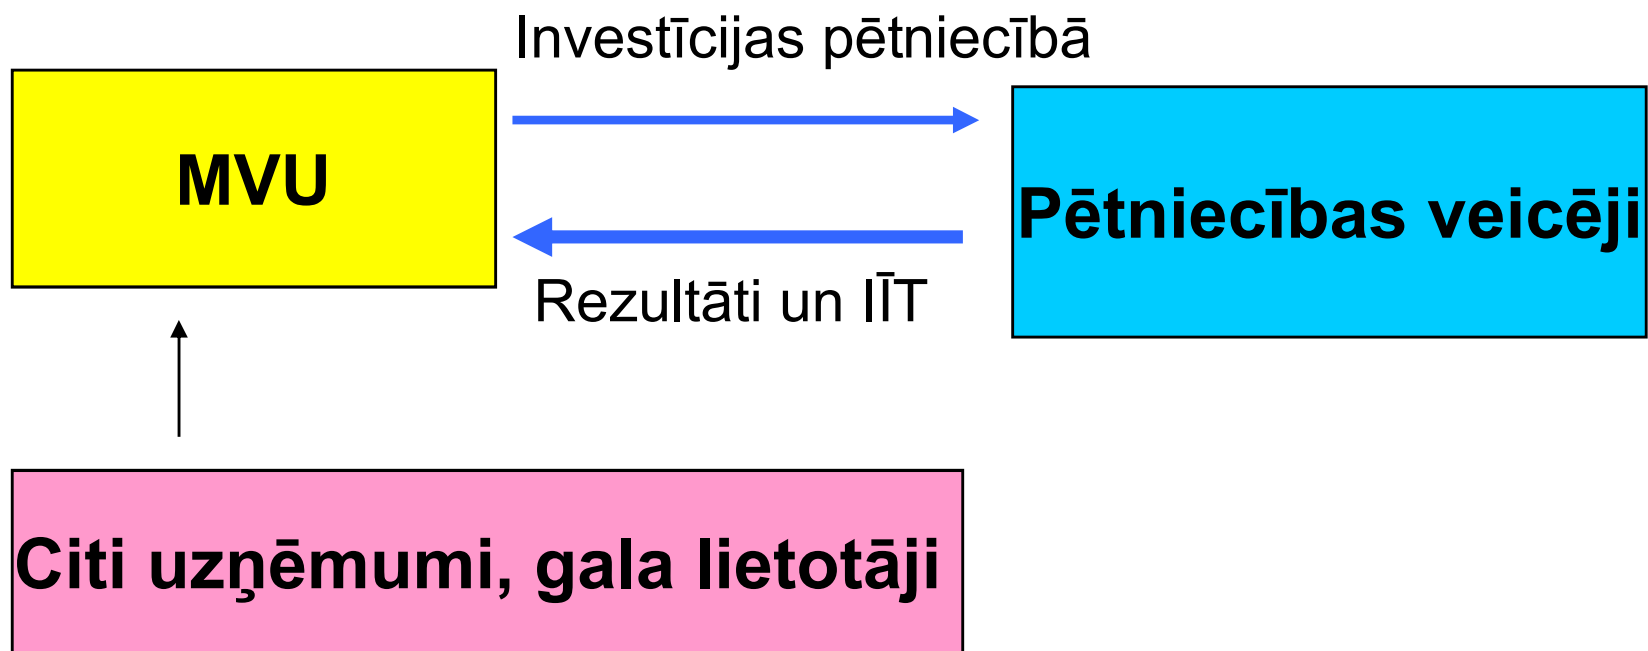 Investīcijas pētniecībā
MVU
Pētniecības veicēji
Rezultāti un IĪT
Citi uzņēmumi, gala lietotāji